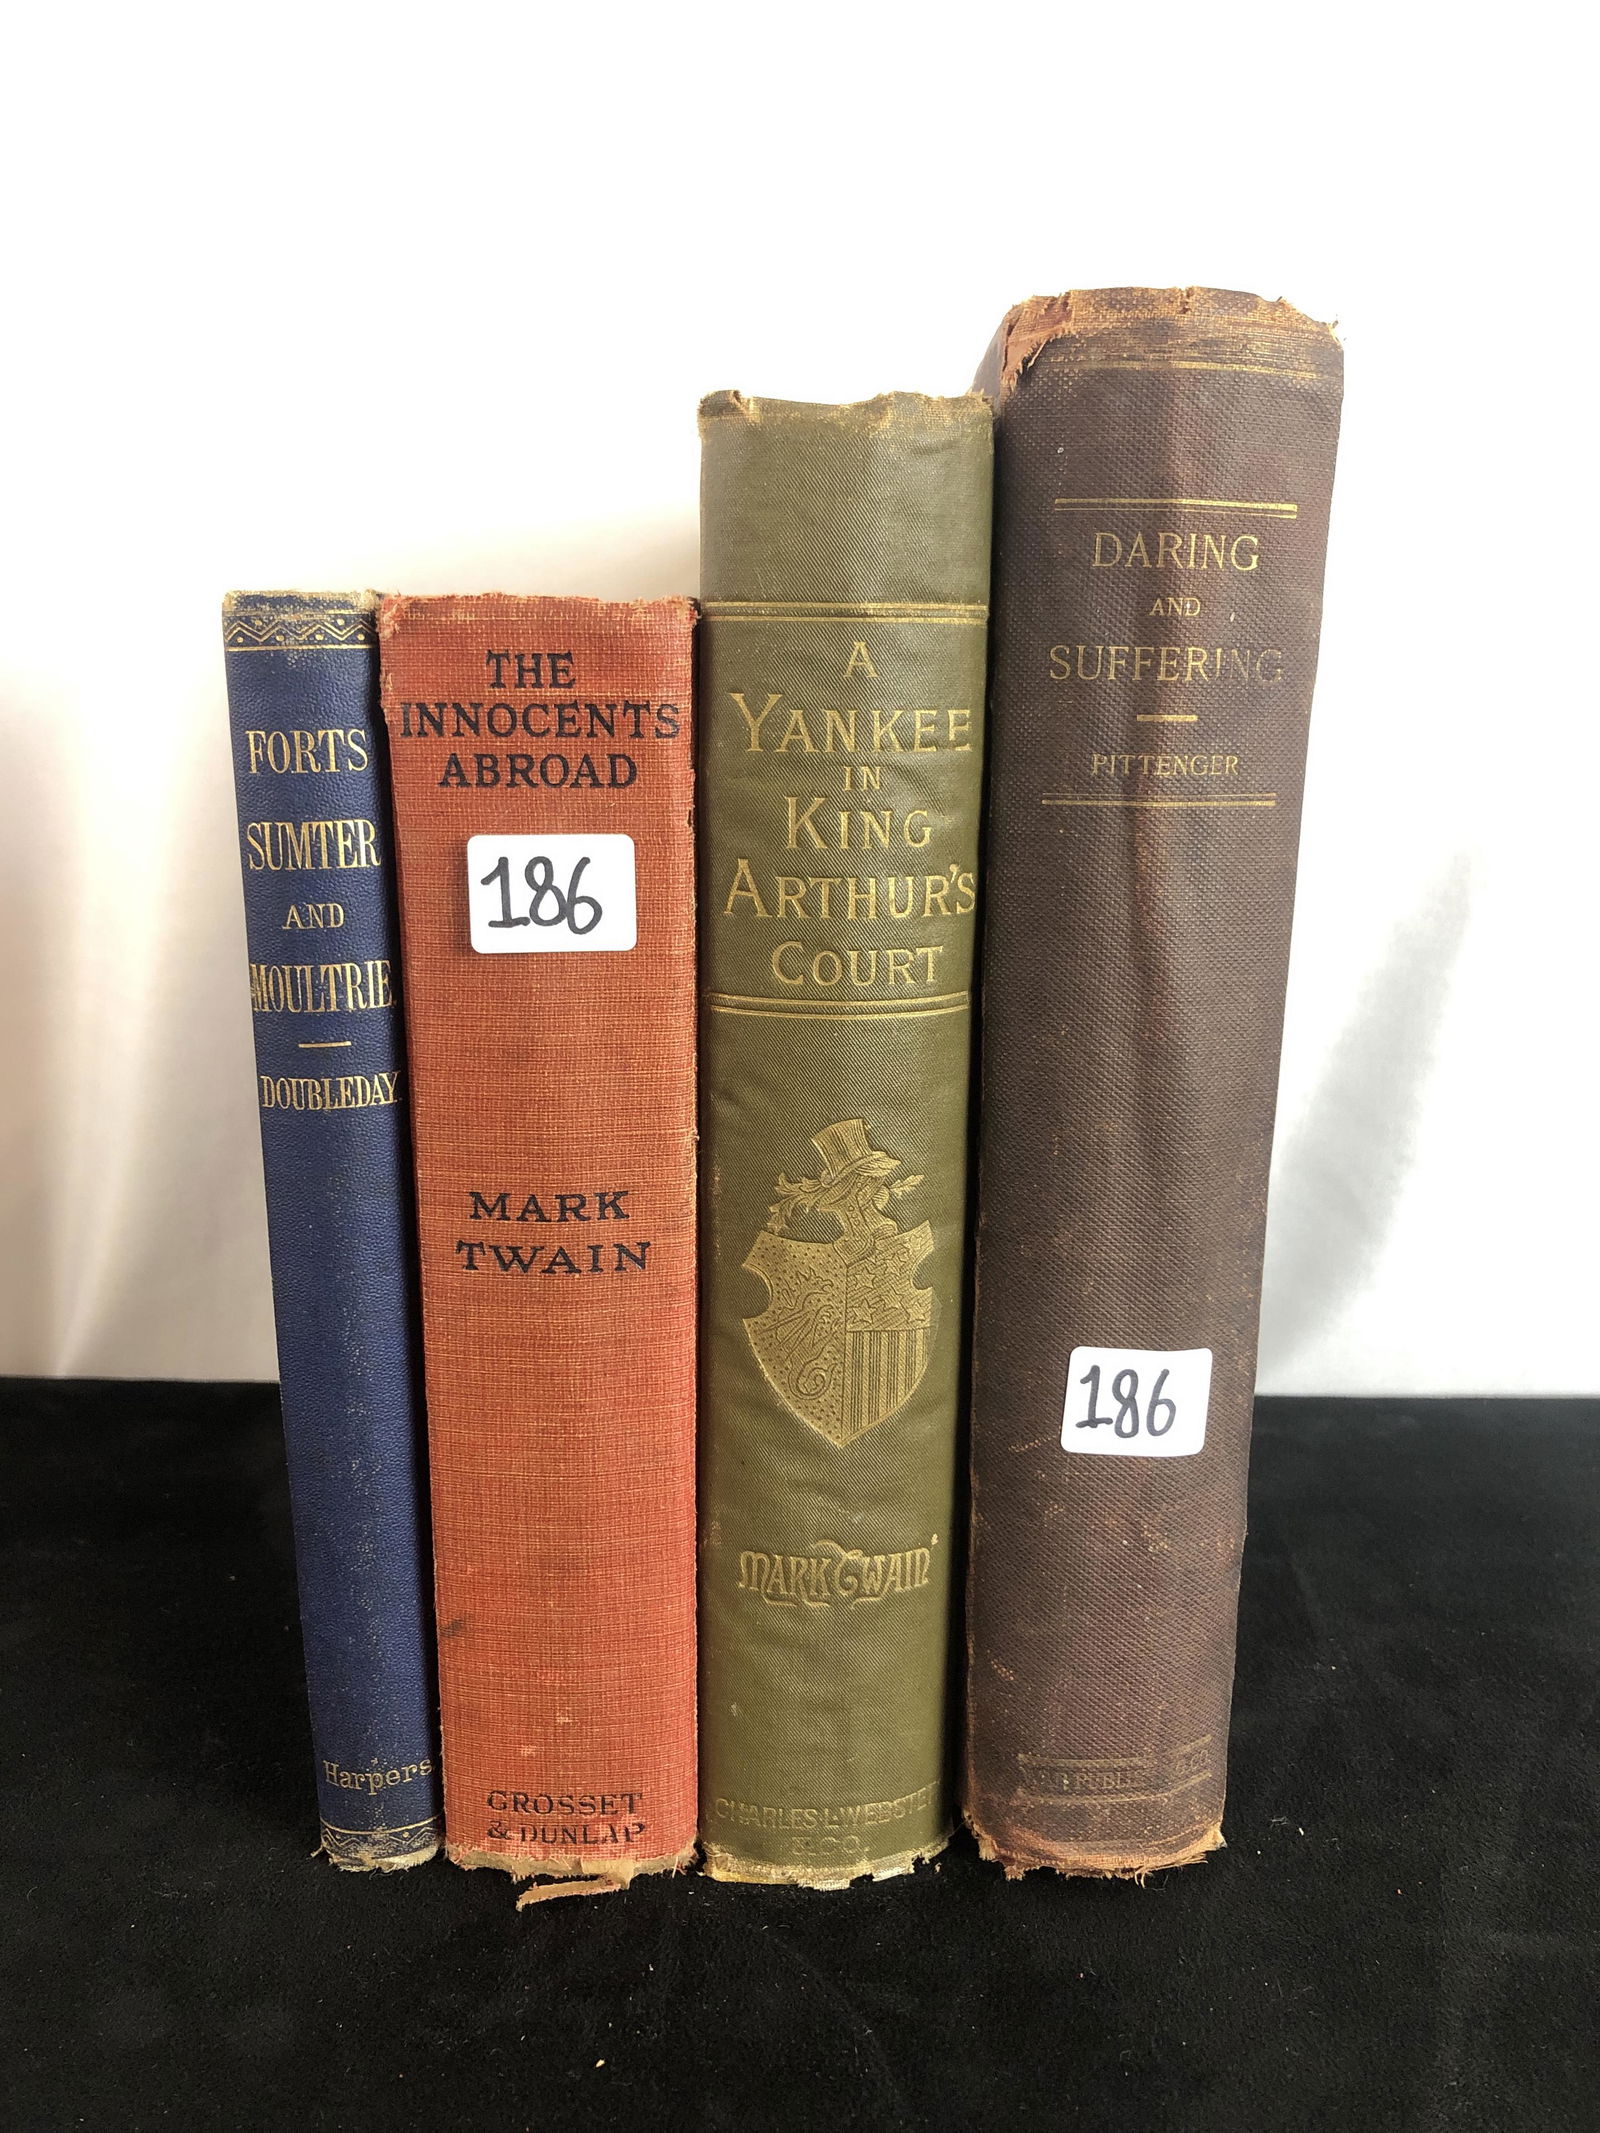 FORTS
SUMTER
AND
MOULTRIE.
DOUBLEDAY
Harpers
THE
INNOCENTS
ABROAD
186
MARK
TWAIN
GROSSET
& DUNLAP
A
YANKEE
IN
KING
ARTHUR'S
COURT
MARK TWAIN
CHARLES L. WEBSTER
& CO.
DARING
AND
SUFFERING
PITTENGER
186